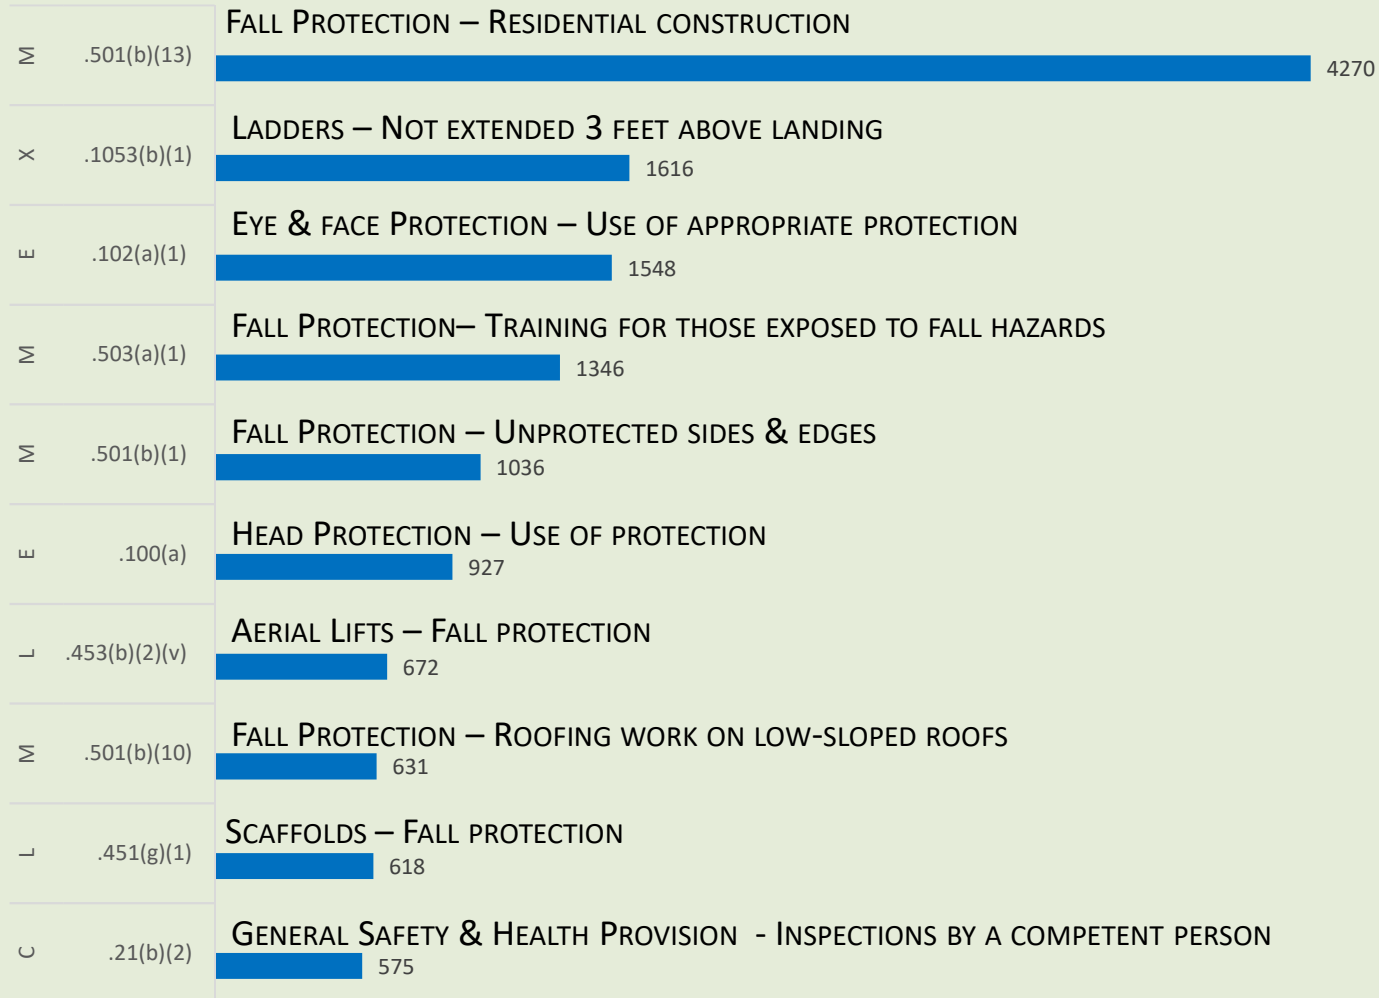 FALL PROTECTION – RESIDENTIAL CONSTRUCTION
M .501(b)(13) 4270
LADDERS – NOT EXTENDED 3 FEET ABOVE LANDING
X .1053(b)(1) 1616
EYE & FACE PROTECTION – USE OF APPROPRIATE PROTECTION
E .102(a)(1) 1548
FALL PROTECTION– TRAINING FOR THOSE EXPOSED TO FALL HAZARDS
M .503(a)(1) 1346
FALL PROTECTION – UNPROTECTED SIDES & EDGES
M .501(b)(1) 1036
HEAD PROTECTION – USE OF PROTECTION
E .100(a) 927
AERIAL LIFTS – FALL PROTECTION
L .453(b)(2)(v) 672
FALL PROTECTION – ROOFING WORK ON LOW-SLOPED ROOFS
M .501(b)(10) 631
SCAFFOLDS – FALL PROTECTION
L .451(g)(1) 618
GENERAL SAFETY & HEALTH PROVISION - INSPECTIONS BY A COMPETENT PERSON
C .21(b)(2) 575